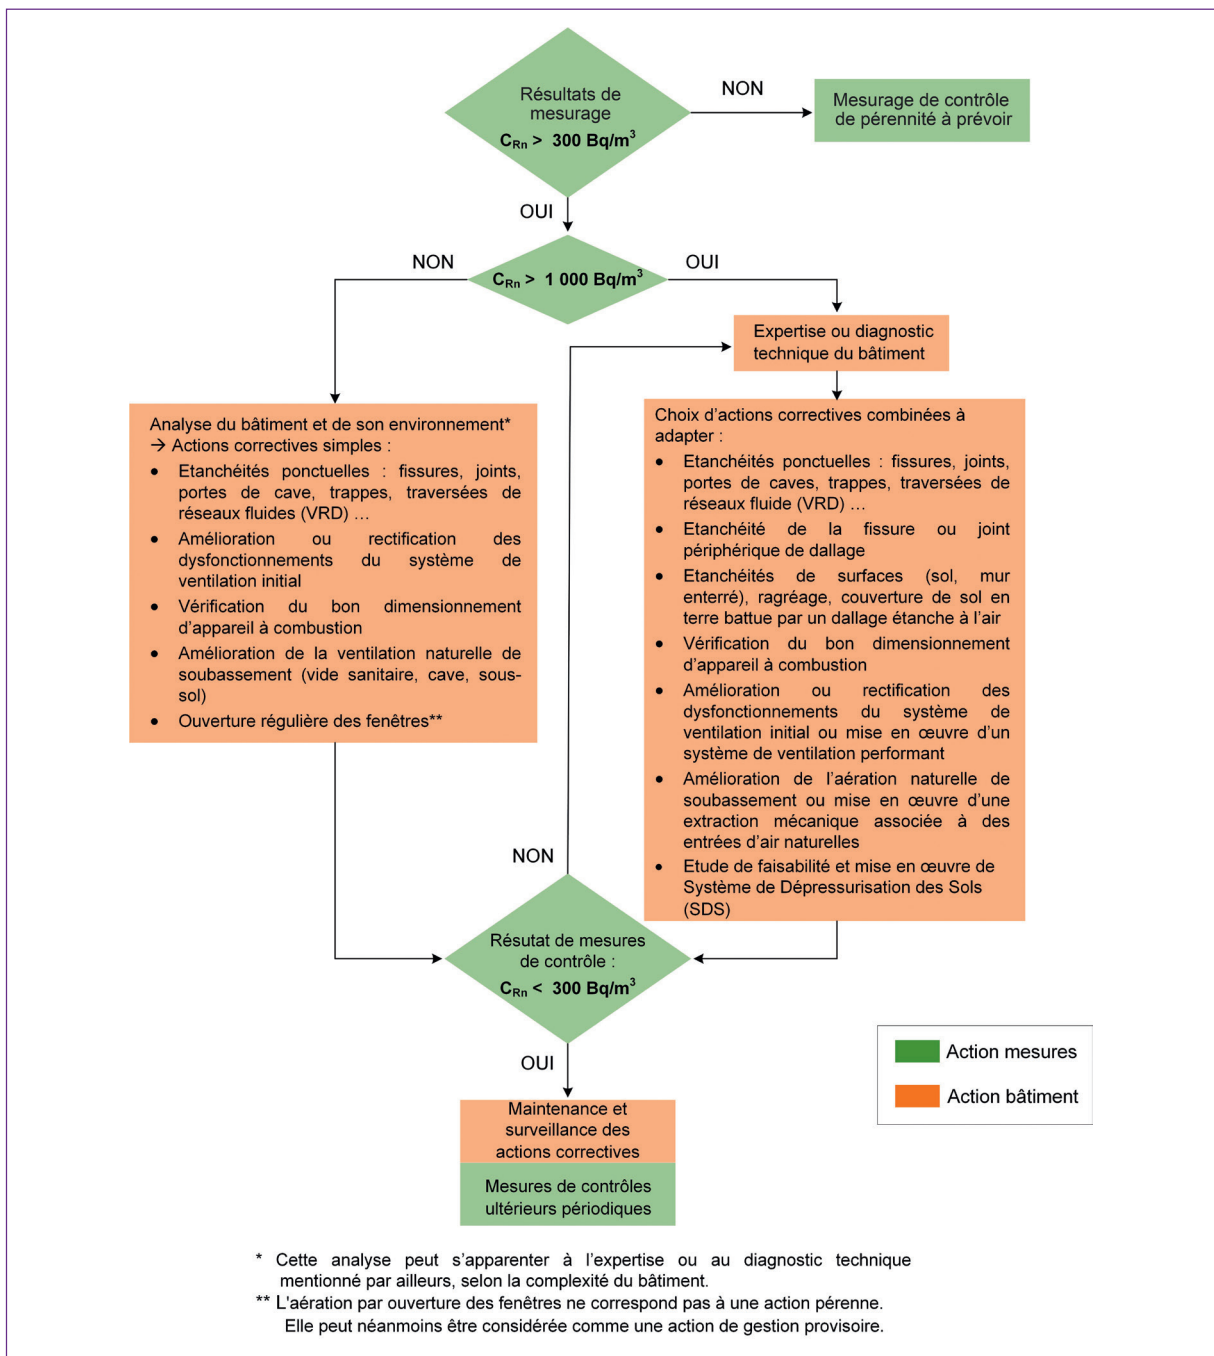 Résultats de
mesurage
C_Rn > 300 Bq/m³
NON
Mesurage de contrôle
de pérennité à prévoir
OUI
NON
C_Rn > 1 000 Bq/m³
OUI
Expertise ou diagnostic
technique du bâtiment
Analyse du bâtiment et de son environnement*
→ Actions correctives simples :
• Etanchéités ponctuelles : fissures, joints,
portes de cave, trappes, traversées de
réseaux fluides (VRD) …
• Amélioration ou rectification des
dysfonctionnements du système de
ventilation initial
• Vérification du bon dimensionnement
d’appareil à combustion
• Amélioration de la ventilation naturelle de
soubassement (vide sanitaire, cave, sous-
sol)
• Ouverture régulière des fenêtres**
Choix d’actions correctives combinées à
adapter :
• Etanchéités ponctuelles : fissures, joints,
portes de caves, trappes, traversées de
réseaux fluide (VRD) …
• Etanchéité de la fissure ou joint
périphérique de dallage
• Etanchéités de surfaces (sol, mur
enterré), ragréage, couverture de sol en
terre battue par un dallage étanche à l’air
• Vérification du bon dimensionnement
d’appareil à combustion
• Amélioration ou rectification des
dysfonctionnements du système de
ventilation initial ou mise en œuvre d’un
système de ventilation performant
• Amélioration de l’aération naturelle de
soubassement ou mise en œuvre d’une
extraction mécanique associée à des
entrées d’air naturelles
• Etude de faisabilité et mise en œuvre de
Système de Dépressurisation des Sols
(SDS)
NON
Résutat de mesures
de contrôle :
C_Rn < 300 Bq/m³
OUI
Maintenance et
surveillance des
actions correctives
Mesures de contrôles
ultérieurs périodiques
Action mesures
Action bâtiment
* Cette analyse peut s’apparenter à l’expertise ou au diagnostic technique
mentionné par ailleurs, selon la complexité du bâtiment.
** L'aération par ouverture des fenêtres ne correspond pas à une action pérenne.
Elle peut néanmoins être considérée comme une action de gestion provisoire.